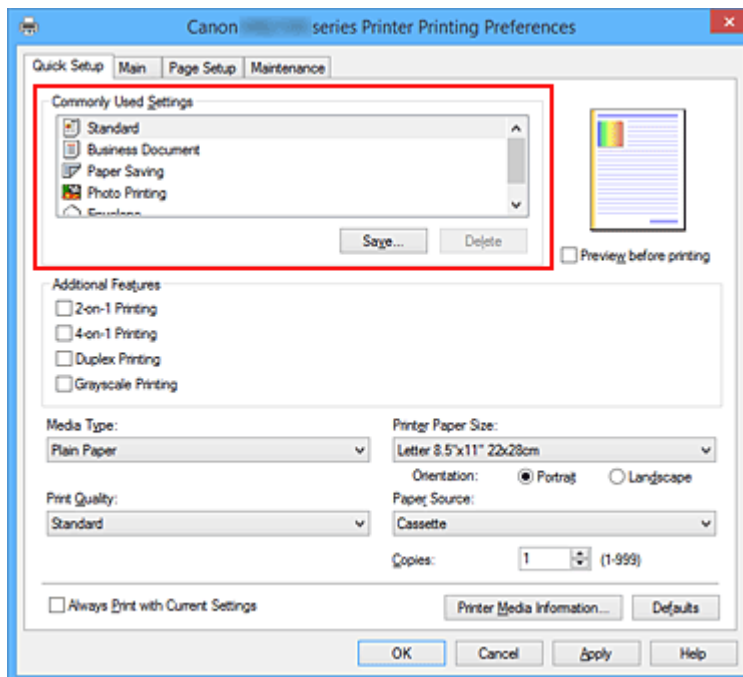 Canon series Printer Printing Preferences
Quick Setup Main Page Setup Maintenance
Commonly Used Settings
Standard
Business Document
Paper Saving
Photo Printing
Envelope
Save... Delete
Preview before printing
Additional Features
2-on-1 Printing
4-on-1 Printing
Duplex Printing
Grayscale Printing
Media Type: Printer Paper Size:
Plain Paper Letter 8.5"x11" 22x28cm
Orientation: Portrait Landscape
Print Quality: Paper Source:
Standard Cassette
Copies: 1 (1-999)
Always Print with Current Settings Printer Media Information... Defaults
OK Cancel Apply Help